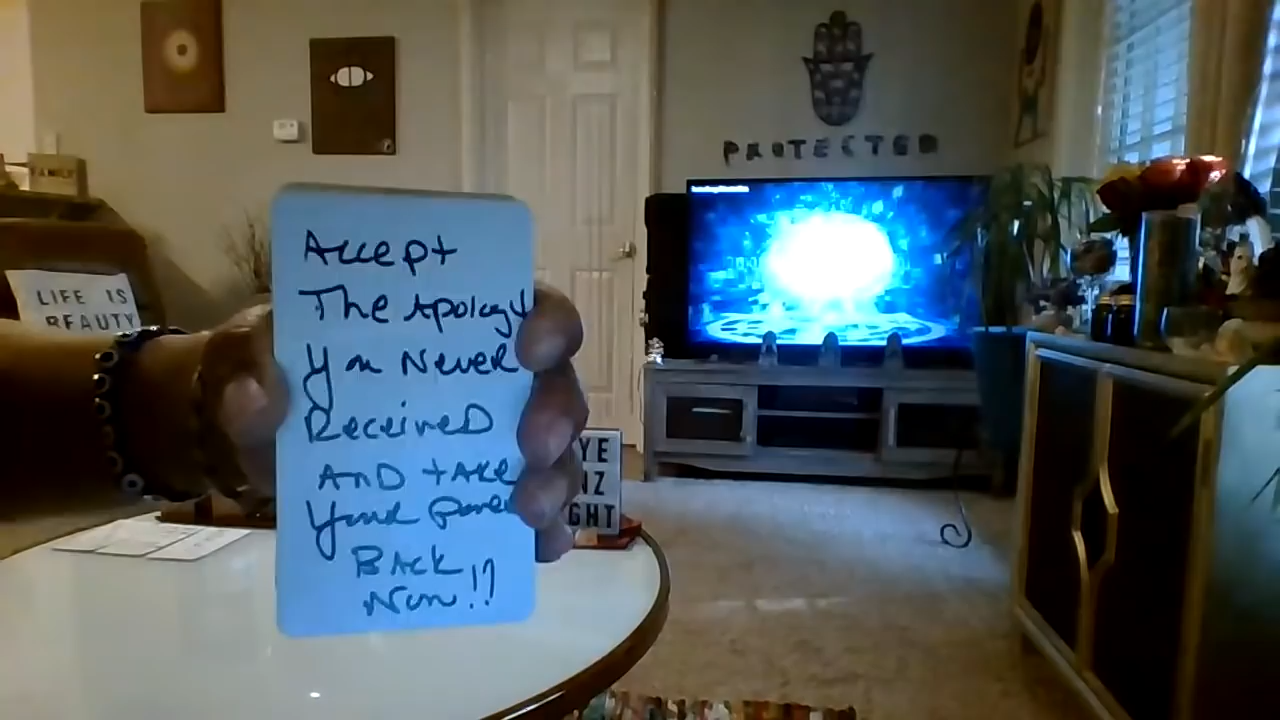 FAMILY
LIFE IS
BEAUTY
PROTECTED
Accept
The Apology
You Never
Received
AND tAke
Your power
BACk
Now!!
YE
NZ
GHT